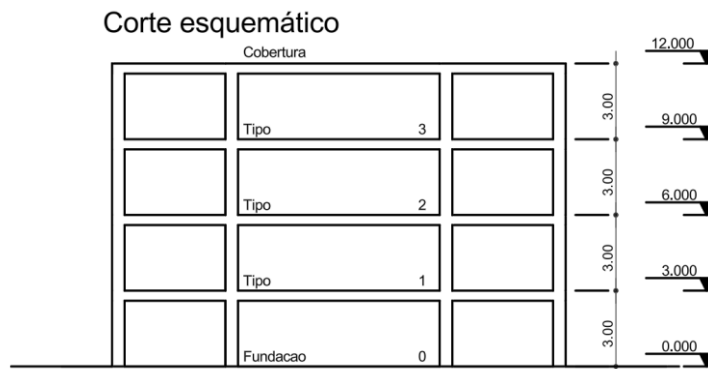 Corte esquemático
Cobertura
12.000
3.00
Tipo 3
9.000
3.00
Tipo 2
6.000
3.00
Tipo 1
3.000
3.00
Fundacao 0
0.000